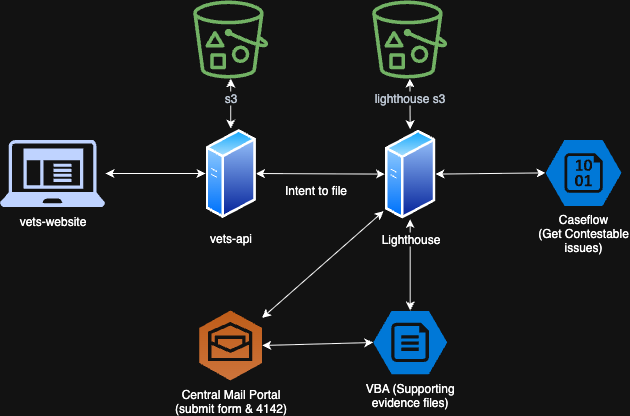 s3
lighthouse s3
Intent to file
vets-website
vets-api
Lighthouse
10
01
Caseflow
(Get Contestable
issues)
Central Mail Portal
(submit form & 4142)
VBA (Supporting
evidence files)